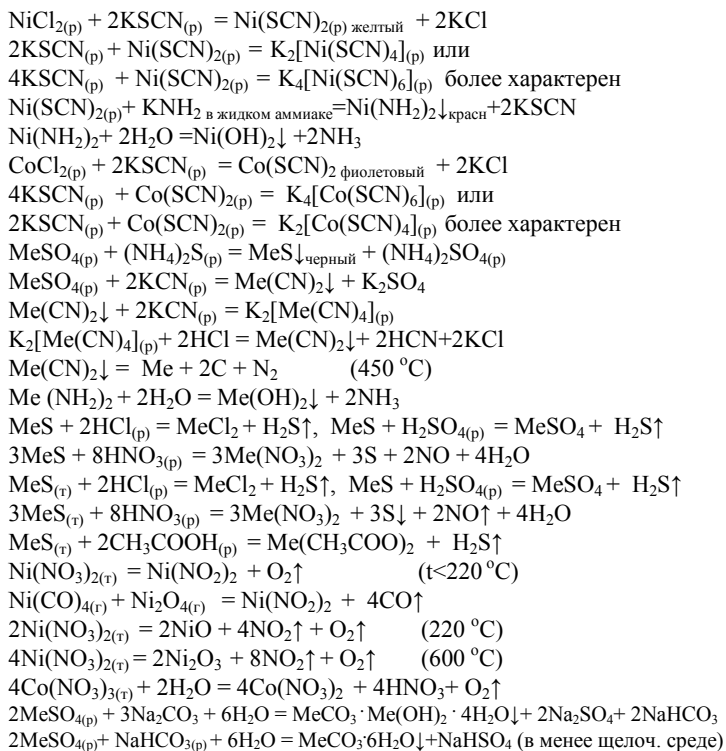 NiCl₂₍ₚ₎ + 2KSCN₍ₚ₎ = Ni(SCN)₂₍ₚ₎ желтый + 2KCl
2KSCN₍ₚ₎ + Ni(SCN)₂₍ₚ₎ = K₂[Ni(SCN)₄]₍ₚ₎ или
4KSCN₍ₚ₎ + Ni(SCN)₂₍ₚ₎ = K₄[Ni(SCN)₆]₍ₚ₎ более характерен
Ni(SCN)₂₍ₚ₎+ KNH₂ в жидком аммиаке=Ni(NH₂)₂↓красн+2KSCN
Ni(NH₂)₂+ 2H₂O =Ni(OH)₂↓ +2NH₃
CoCl₂₍ₚ₎ + 2KSCN₍ₚ₎ = Co(SCN)₂ фиолетовый + 2KCl
4KSCN₍ₚ₎ + Co(SCN)₂₍ₚ₎ = K₄[Co(SCN)₆]₍ₚ₎ или
2KSCN₍ₚ₎ + Co(SCN)₂₍ₚ₎ = K₂[Co(SCN)₄]₍ₚ₎ более характерен
MeSO₄₍ₚ₎ + (NH₄)₂S₍ₚ₎ = MeS↓черный + (NH₄)₂SO₄₍ₚ₎
MeSO₄₍ₚ₎ + 2KCN₍ₚ₎ = Me(CN)₂↓ + K₂SO₄
Me(CN)₂↓ + 2KCN₍ₚ₎ = K₂[Me(CN)₄]₍ₚ₎
K₂[Me(CN)₄]₍ₚ₎+ 2HCl = Me(CN)₂↓+ 2HCN+2KCl
Me(CN)₂↓ = Me + 2C + N₂ (450 °C)
Me (NH₂)₂ + 2H₂O = Me(OH)₂↓ + 2NH₃
MeS + 2HCl₍ₚ₎ = MeCl₂ + H₂S↑, MeS + H₂SO₄₍ₚ₎ = MeSO₄ + H₂S↑
3MeS + 8HNO₃₍ₚ₎ = 3Me(NO₃)₂ + 3S + 2NO + 4H₂O
MeS₍т₎ + 2HCl₍ₚ₎ = MeCl₂ + H₂S↑, MeS + H₂SO₄₍ₚ₎ = MeSO₄ + H₂S↑
3MeS₍т₎ + 8HNO₃₍ₚ₎ = 3Me(NO₃)₂ + 3S↓ + 2NO↑ + 4H₂O
MeS₍т₎ + 2CH₃COOH₍ₚ₎ = Me(CH₃COO)₂ + H₂S↑
Ni(NO₃)₂₍т₎ = Ni(NO₂)₂ + O₂↑ (t<220 °C)
Ni(CO)₄₍г₎ + Ni₂O₄₍г₎ = Ni(NO₂)₂ + 4CO↑
2Ni(NO₃)₂₍т₎ = 2NiO + 4NO₂↑ + O₂↑ (220 °C)
4Ni(NO₃)₂₍т₎ = 2Ni₂O₃ + 8NO₂↑ + O₂↑ (600 °C)
4Co(NO₃)₃₍т₎ + 2H₂O = 4Co(NO₃)₂ + 4HNO₃+ O₂↑
2MeSO₄₍ₚ₎ + 3Na₂CO₃ + 6H₂O = MeCO₃·Me(OH)₂ · 4H₂O↓+ 2Na₂SO₄+ 2NaHCO₃
2MeSO₄₍ₚ₎+ NaHCO₃₍ₚ₎ + 6H₂O = MeCO₃·6H₂O↓+NaHSO₄ (в менее щелоч. среде)